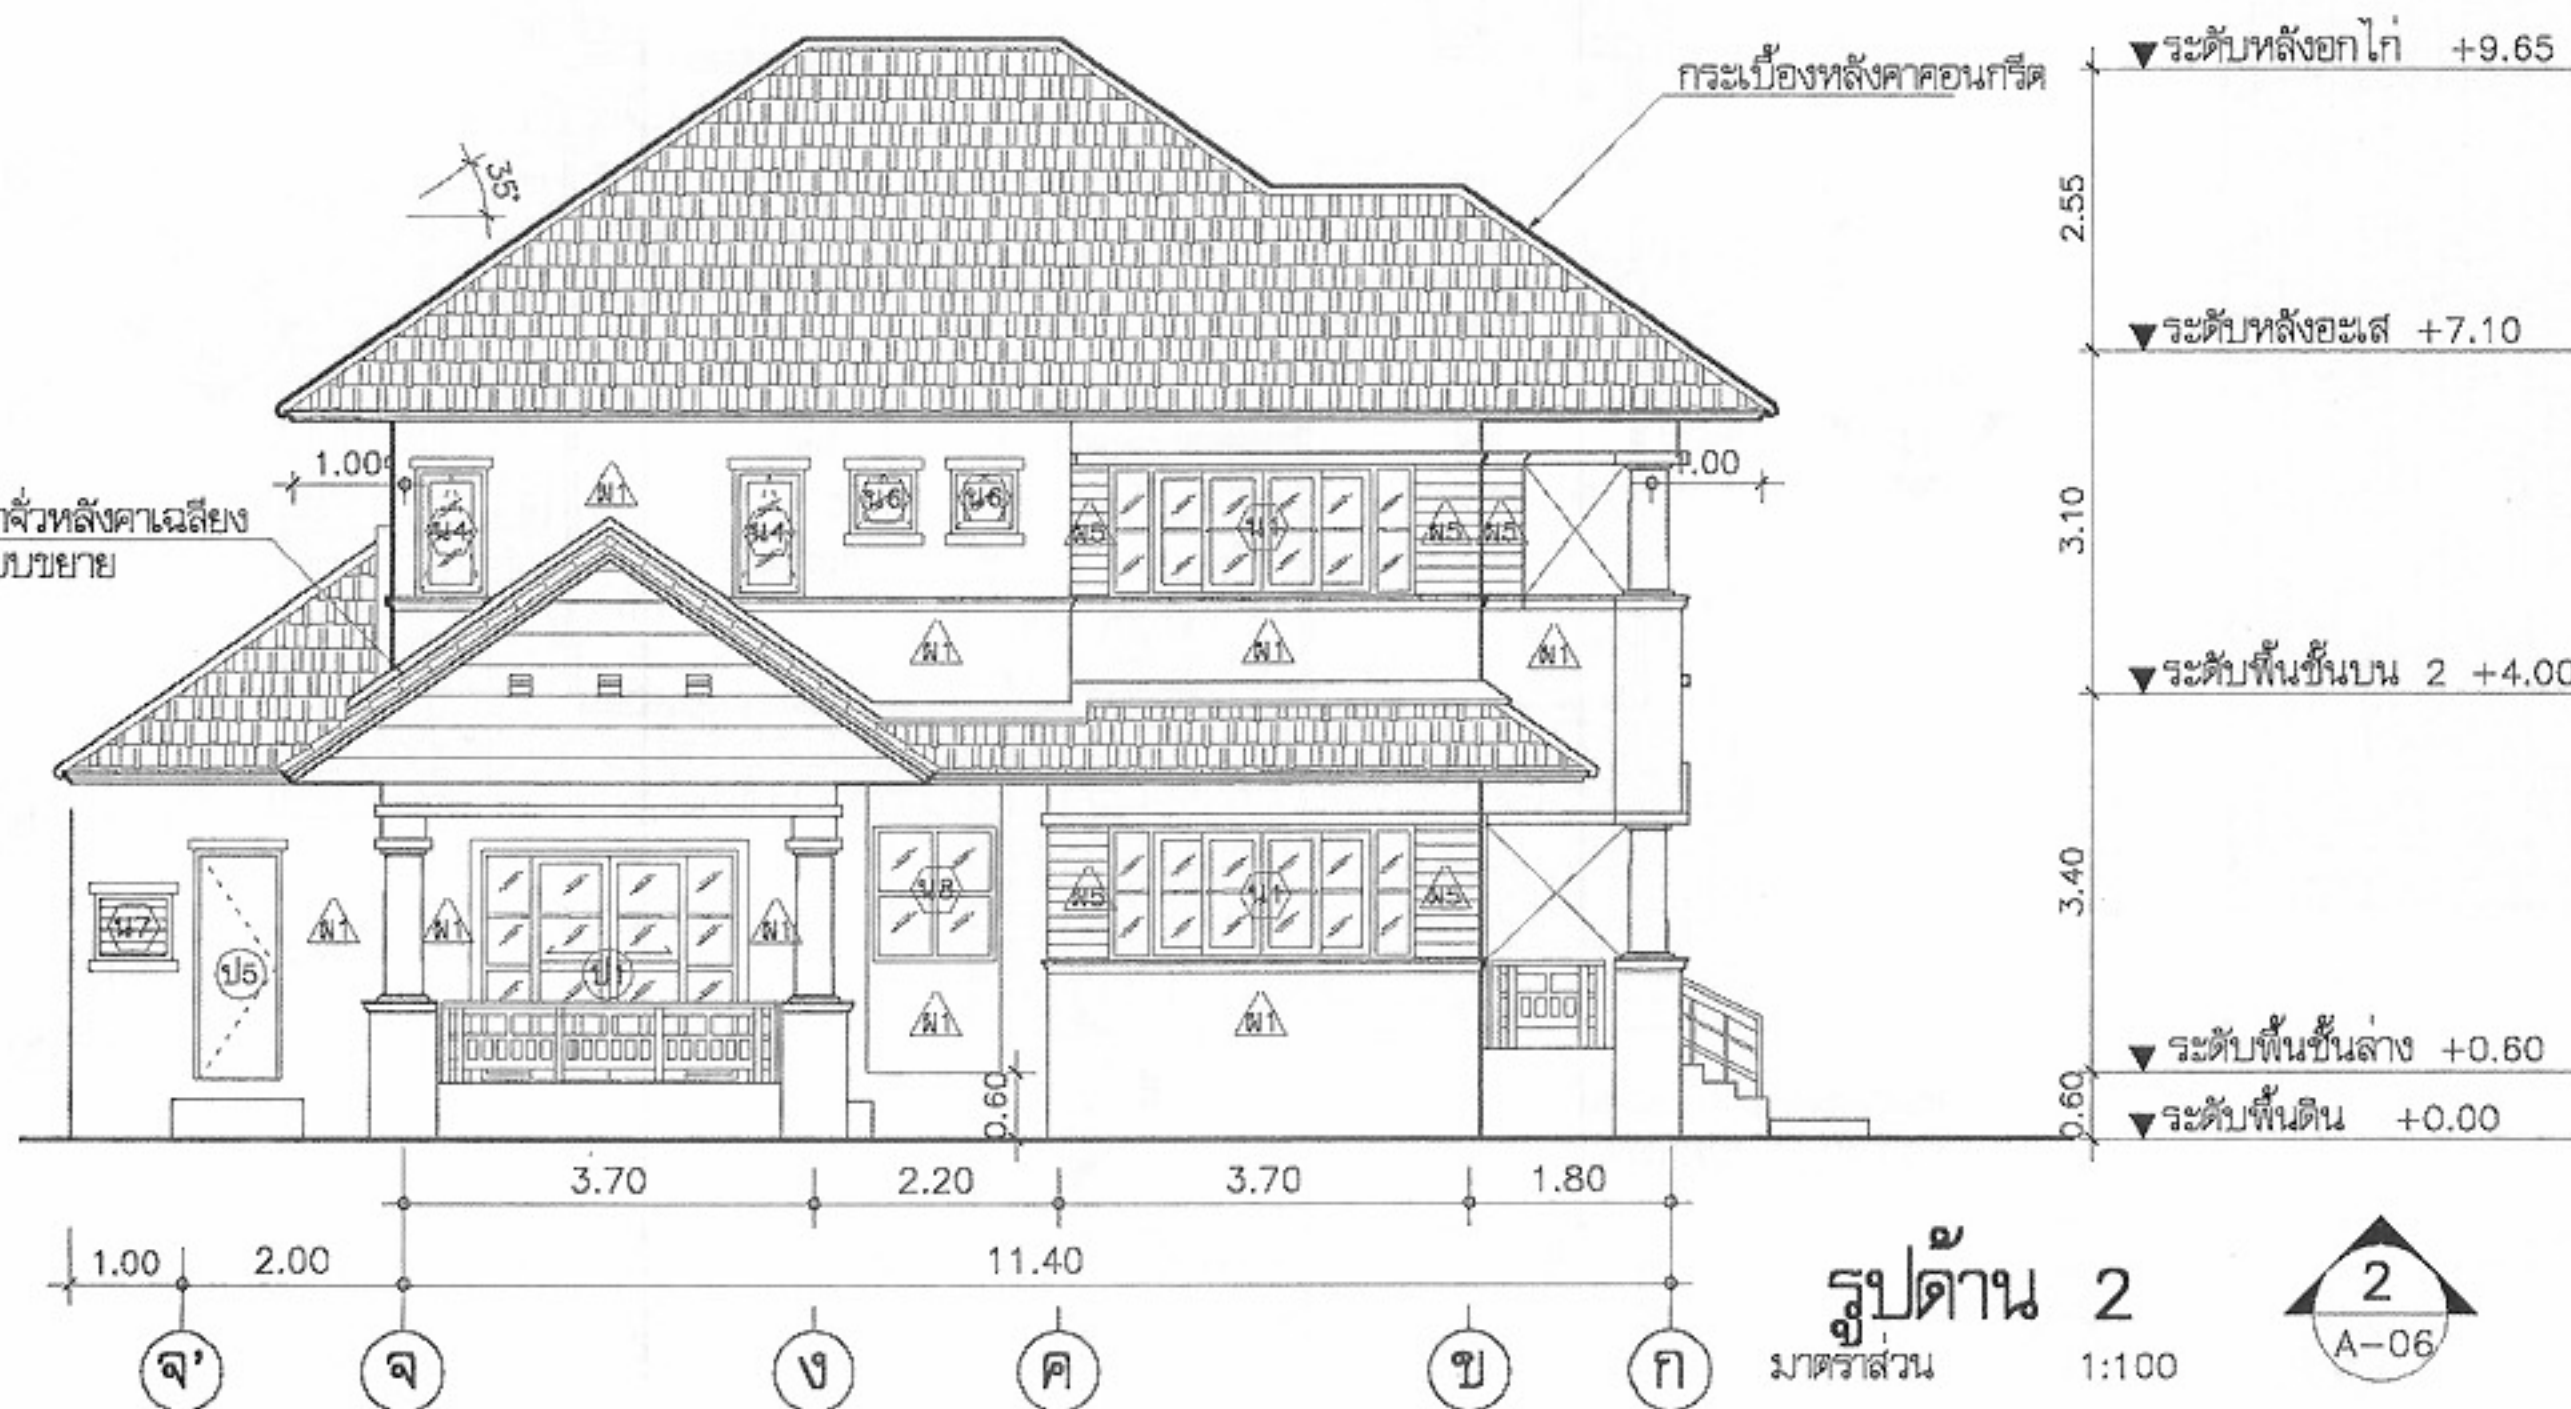 ระดับหลังอกไก่ +9.65
กระเบื้องหลังคาคอนกรีต
35°
2.55
ระดับหลังอะเส +7.10
1.00
1.00
น4
ผ1
น4
น6
น6
ผ5
น1
ผ5
ผ5
3.10
จั่วหลังคาเฉลียง
ขยาย
ผ1
ผ1
ผ1
ระดับพื้นชั้นบน 2 +4.00
น7
ป5
ผ1
ผ1
ป1
ผ1
น8
ผ5
น1
ผ5
3.40
ผ1
ผ1
ระดับพื้นชั้นล่าง +0.60
0.60
0.60
ระดับพื้นดิน +0.00
3.70 2.20 3.70 1.80
1.00 2.00 11.40
จ' จ ง ค ข ก
รูปด้าน 2
มาตราส่วน 1:100
2
A-06